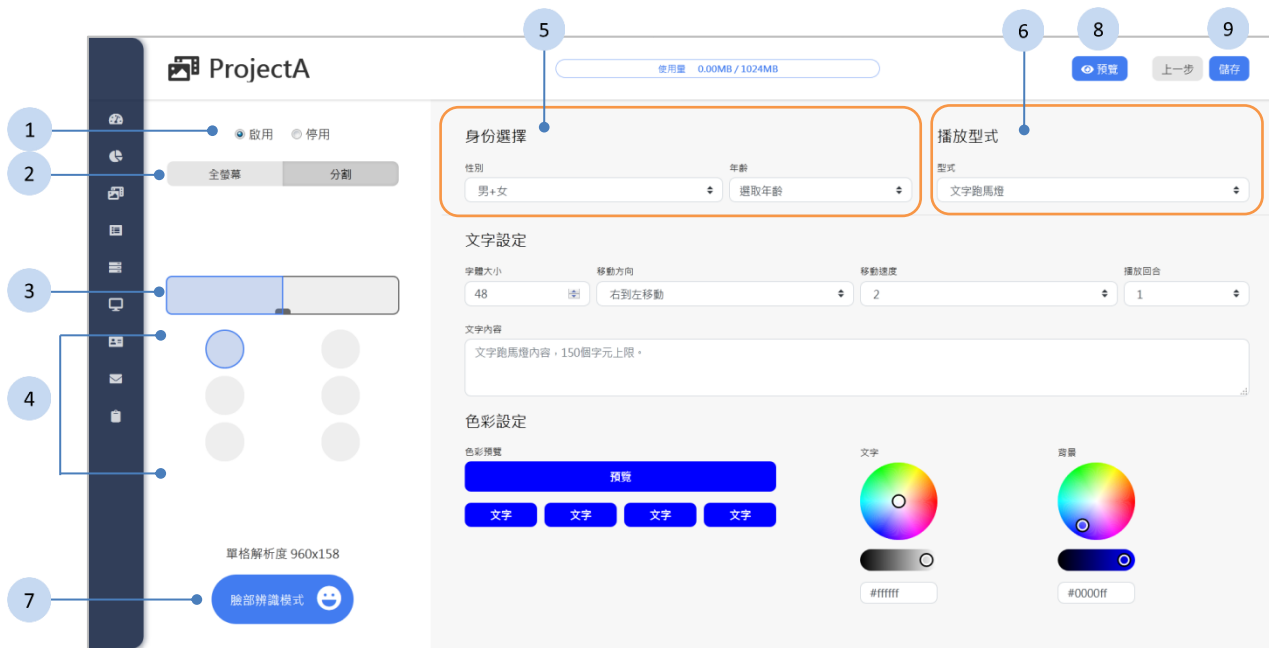 5
6
8
9
ProjectA
使用量 0.00MB / 1024MB
預覽
上一步
儲存
1
啟用
停用
2
全螢幕
分割
3
4
單格解析度 960x158
7
臉部辨識模式
身份選擇
性別
年齡
男+女
選取年齡
播放型式
型式
文字跑馬燈
文字設定
字體大小
移動方向
移動速度
播放回合
48
右到左移動
2
1
文字內容
文字跑馬燈內容，150個字元上限。
色彩設定
色彩預覽
文字
背景
預覽
文字
文字
文字
文字
#ffffff
#0000ff